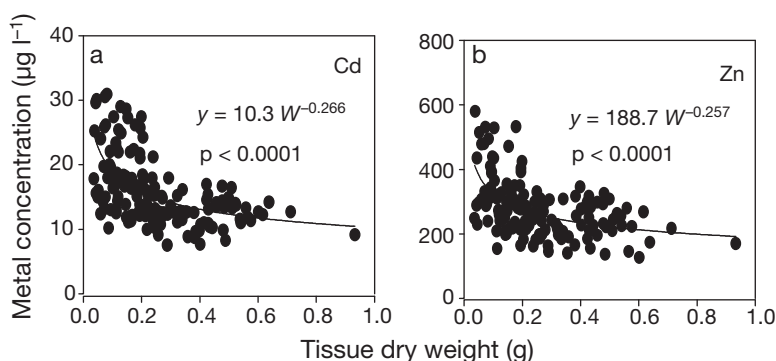 Metal concentration (µg l⁻¹)
a
Cd
y = 10.3 W⁻⁰·²⁶⁶
p < 0.0001
40
30
20
10
0
0.0 0.2 0.4 0.6 0.8 1.0
b
Zn
y = 188.7 W⁻⁰·²⁵⁷
p < 0.0001
800
600
400
200
0
0.0 0.2 0.4 0.6 0.8 1.0
Tissue dry weight (g)